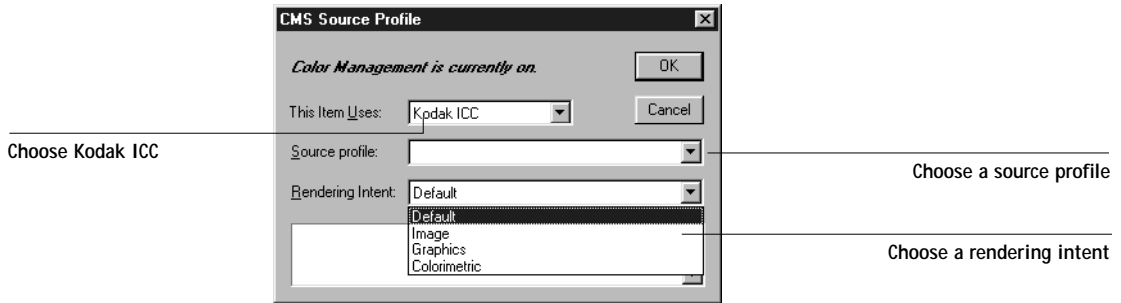 CMS Source Profile
Color Management is currently on.
OK
This Item Uses:
Kodak ICC
Cancel
Choose Kodak ICC
Source profile:
Choose a source profile
Rendering Intent:
Default
Default
Image
Graphics
Colorimetric
Choose a rendering intent